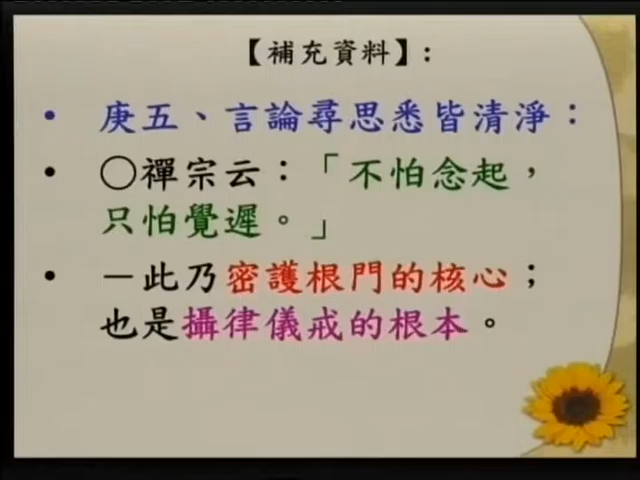 【補充資料】:
• 庚五、言論尋思悉皆清淨：
• ○禪宗云：「不怕念起，
只怕覺遲。」
• －此乃密護根門的核心；
也是攝律儀戒的根本。